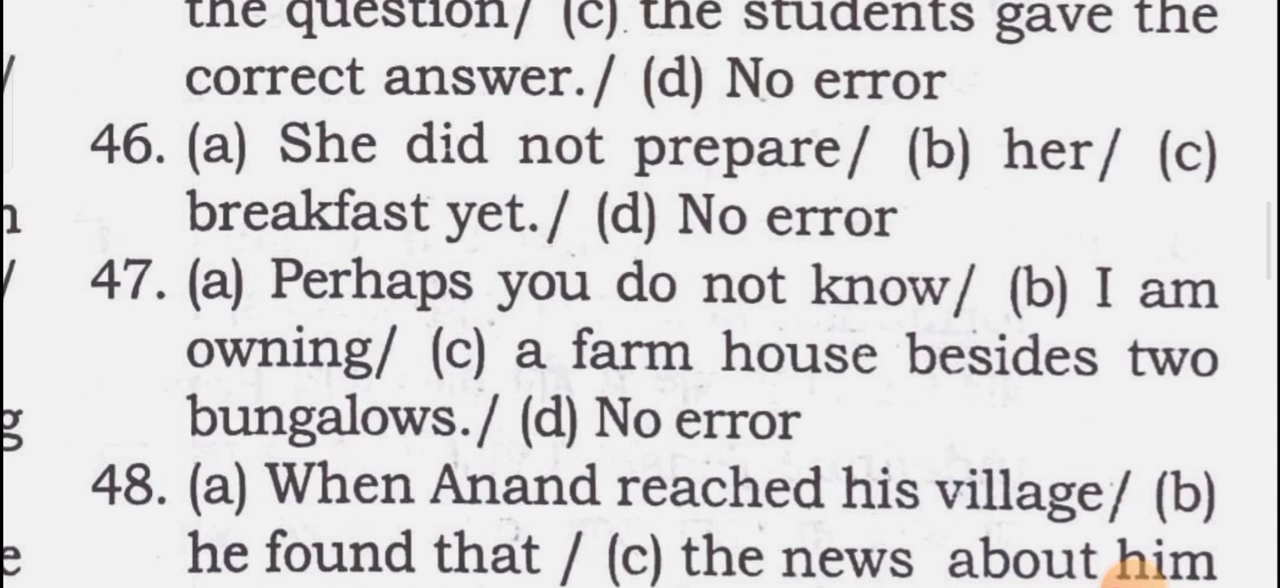 the question/ (c) the students gave the
correct answer./ (d) No error
46. (a) She did not prepare/ (b) her/ (c)
breakfast yet./ (d) No error
47. (a) Perhaps you do not know/ (b) I am
owning/ (c) a farm house besides two
bungalows./ (d) No error
48. (a) When Anand reached his village/ (b)
he found that / (c) the news about him